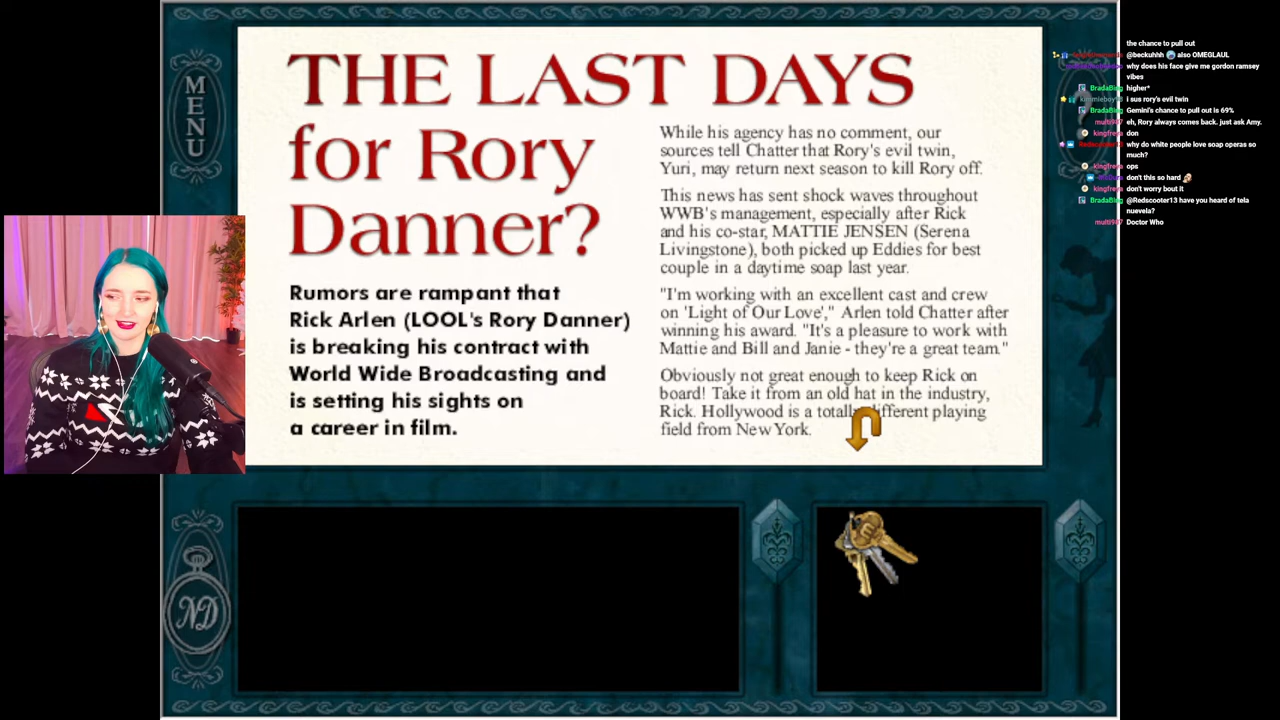 MENU
THE LAST DAYS
for Rory
Danner?
Rumors are rampant that
Rick Arlen (LOOL's Rory Danner)
is breaking his contract with
World Wide Broadcasting and
is setting his sights on
a career in film.
While his agency has no comment, our
sources tell Chatter that Rory's evil twin,
Yuri, may return next season to kill Rory off.
This news has sent shock waves throughout
WWB's management, especially after Rick
and his co-star, MATTIE JENSEN (Serena
Livingstone), both picked up Eddies for best
couple in a daytime soap last year.
"I'm working with an excellent cast and crew
on 'Light of Our Love'," Arlen told Chatter after
winning his award. "It's a pleasure to work with
Mattie and Bill and Janie - they're a great team."
Obviously not great enough to keep Rick on
board! Take it from an old hat in the industry,
Rick. Hollywood is a totally different playing
field from New York.
ND
the chance to pull out
@beckuhhh also OMEGLAUL
why does his face give me gordon ramsey
vibes
higher*
i sus rory's evil twin
Gemini's chance to pull out is 69%
eh, Rory always comes back. just ask Amy.
don
why do white people love soap operas so
much?
ops
don't this so hard
don't worry bout it
@Redscooter13 have you heard of tela
nuevela?
Doctor Who